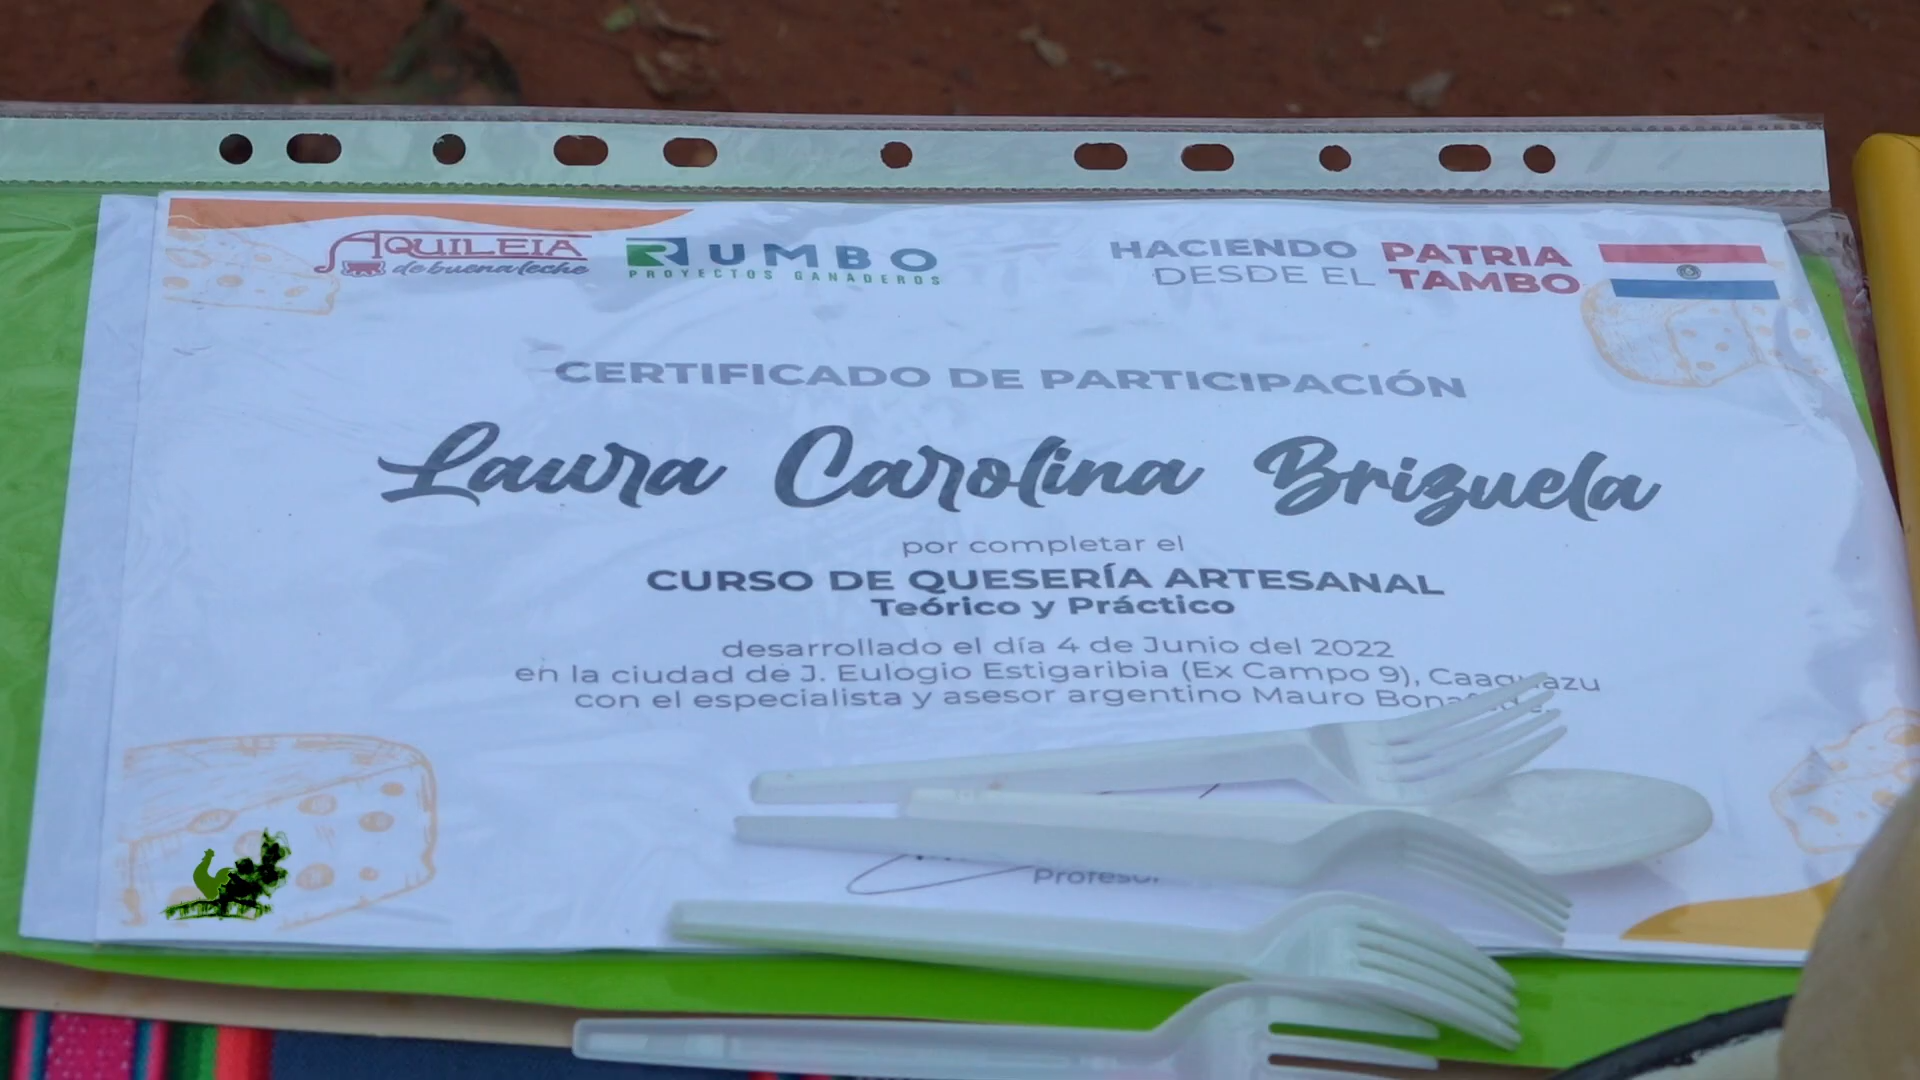 AQUILEIA
de buena leche
RUMBO
PROYECTOS GANADEROS
HACIENDO PATRIA
DESDE EL TAMBO
CERTIFICADO DE PARTICIPACIÓN
Laura Carolina Brizuela
por completar el
CURSO DE QUESERÍA ARTESANAL
Teórico y Práctico
desarrollado el día 4 de Junio del 2022
en la ciudad de J. Eulogio Estigaribia (Ex Campo 9), Caaguazu
con el especialista y asesor argentino Mauro
Profesor